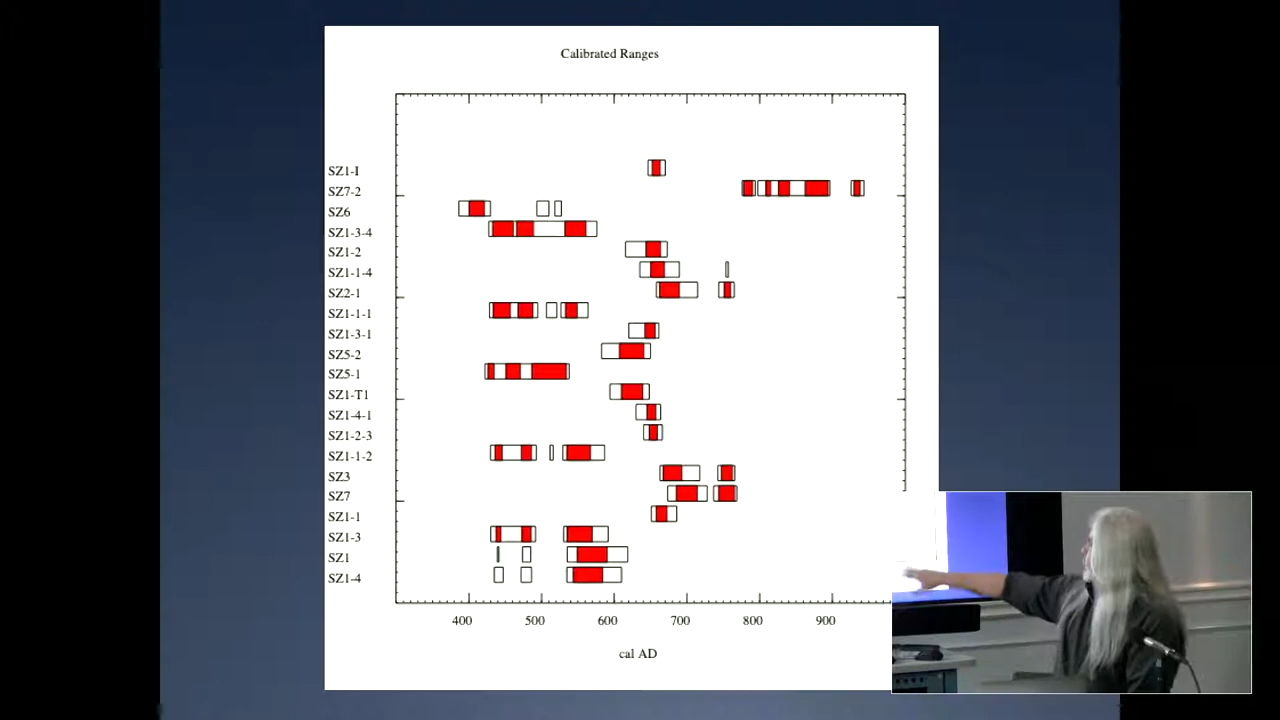 Calibrated Ranges
SZ1-I
SZ7-2
SZ6
SZ1-3-4
SZ1-2
SZ1-1-4
SZ2-1
SZ1-1-1
SZ1-3-1
SZ5-2
SZ5-1
SZ1-T1
SZ1-4-1
SZ1-2-3
SZ1-1-2
SZ3
SZ7
SZ1-1
SZ1-3
SZ1
SZ1-4
400 500 600 700 800 900
cal AD